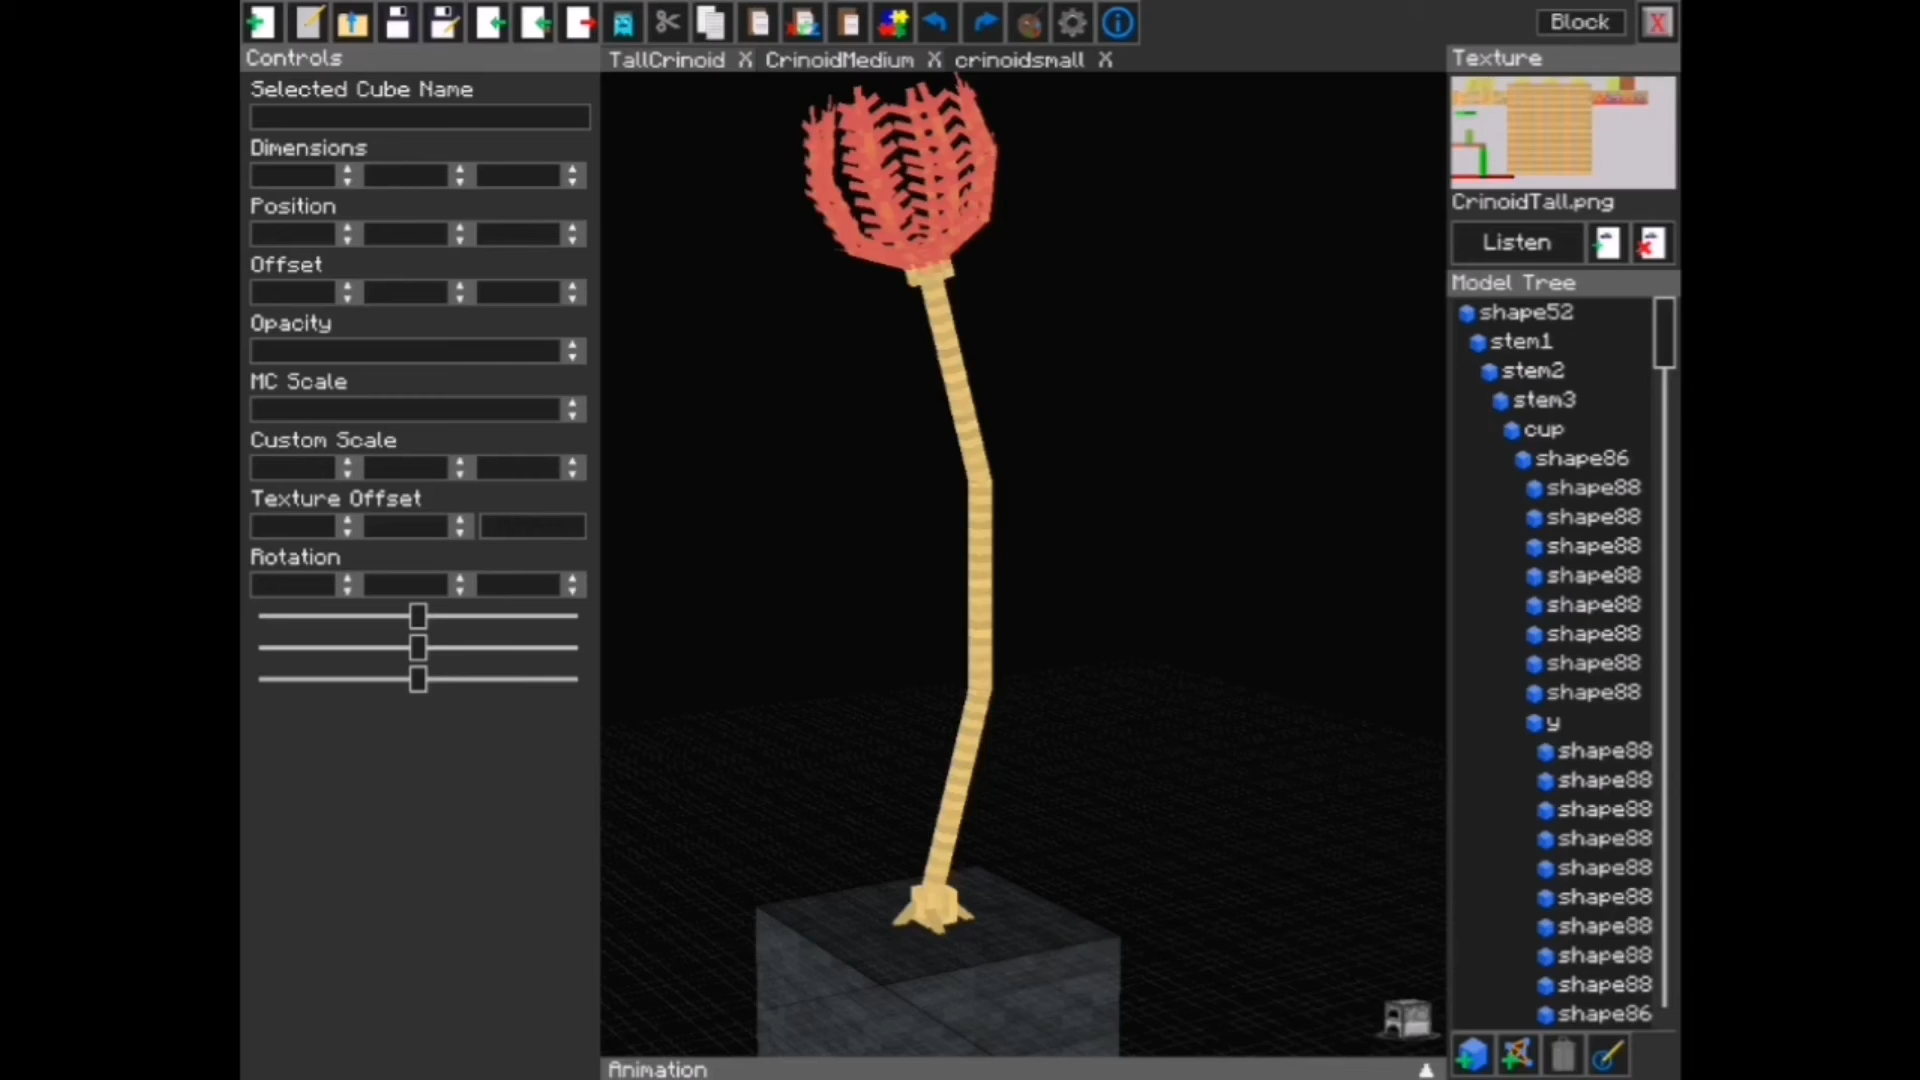 Block
Controls
TallCrinoid X CrinoidMedium X crinoidsmall X
Texture
Selected Cube Name
Dimensions
Position
Offset
Opacity
MC Scale
Custom Scale
Texture Offset
Rotation
CrinoidTall.png
Listen
Model Tree
shape52
stem1
stem2
stem3
cup
shape86
shape88
shape88
shape88
shape88
shape88
shape88
shape88
shape88
y
shape88
shape88
shape88
shape88
shape88
shape88
shape88
shape88
shape88
shape86
Animation